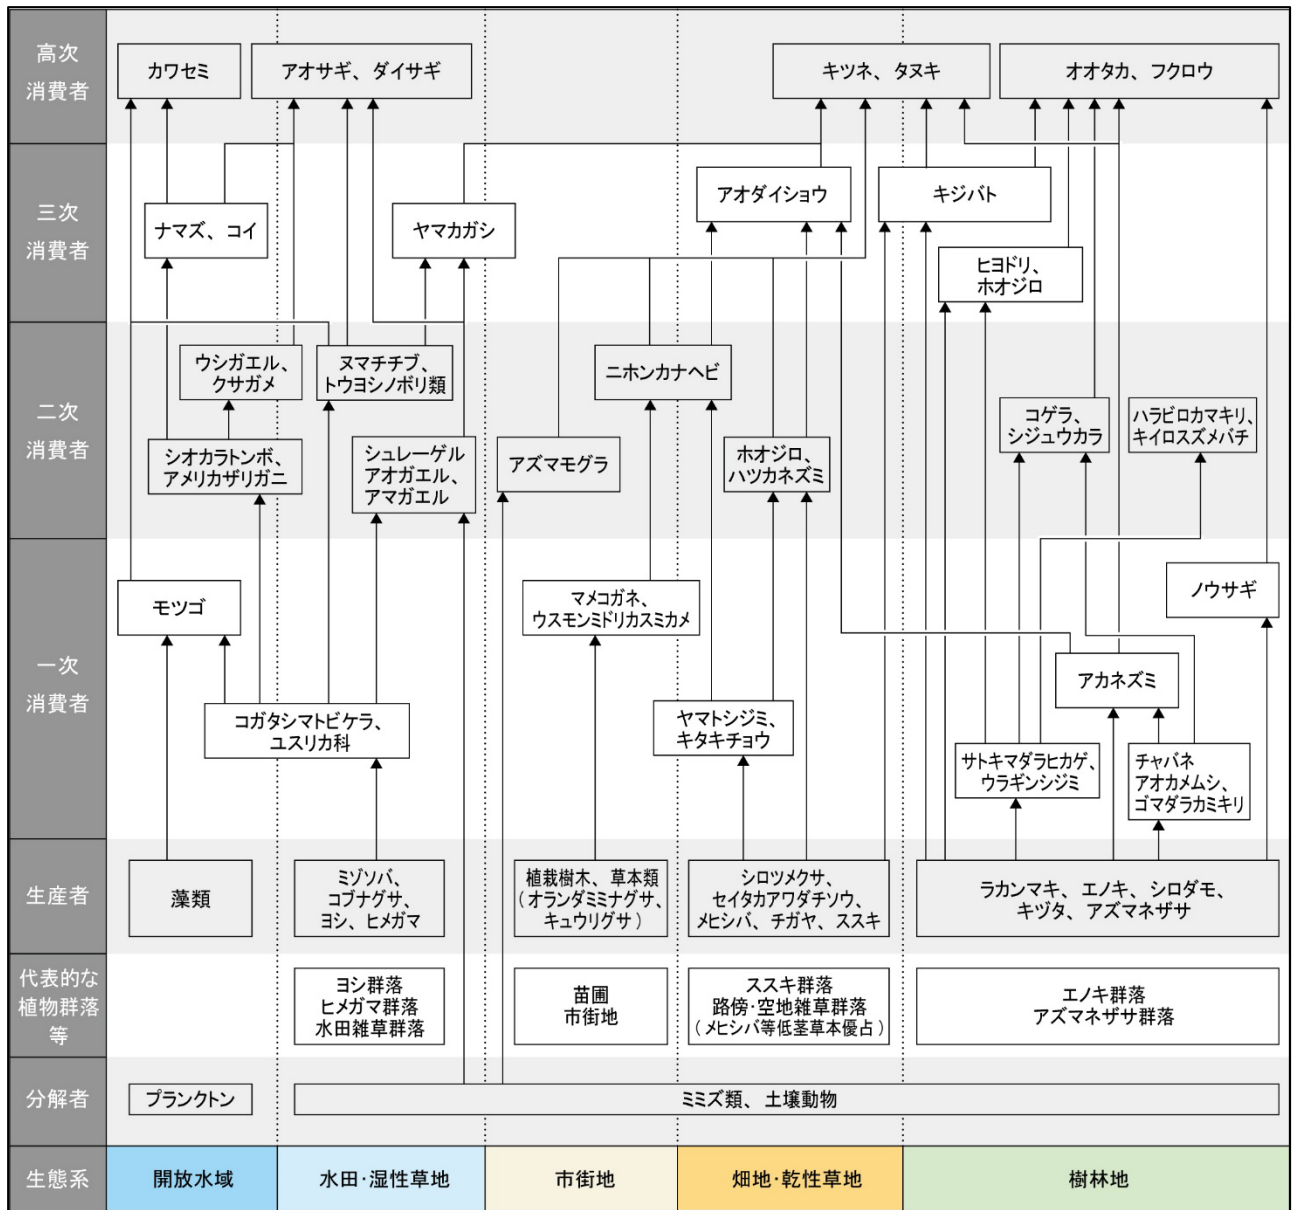 高次
消費者
カワセミ
アオサギ、ダイサギ
キツネ、タヌキ
オオタカ、フクロウ
三次
消費者
ナマズ、コイ
ヤマカガシ
アオダイショウ
キジバト
ヒヨドリ、
ホオジロ
二次
消費者
ウシガエル、
クサガメ
ヌマチチブ、
トウヨシノボリ類
ニホンカナヘビ
シオカラトンボ、
アメリカザリガニ
シュレーゲル
アオガエル、
アマガエル
アズマモグラ
ホオジロ、
ハツカネズミ
コゲラ、
シジュウカラ
ハラビロカマキリ、
キイロスズメバチ
一次
消費者
モツゴ
コガタシマトビケラ、
ユスリカ科
マメコガネ、
ウスモンミドリカスミカメ
ヤマトシジミ、
キタキチョウ
ノウサギ
アカネズミ
サトキマダラヒカゲ、
ウラギンシジミ
チャバネ
アオカメムシ、
ゴマダラカミキリ
生産者
藻類
ミゾソバ、
コブナグサ、
ヨシ、ヒメガマ
植栽樹木、草本類
(オランダミミナグサ、
キュウリグサ)
シロツメクサ、
セイタカアワダチソウ、
メヒシバ、チガヤ、ススキ
ラカンマキ、エノキ、シロダモ、
キヅタ、アズマネザサ
代表的な
植物群落
等
ヨシ群落
ヒメガマ群落
水田雑草群落
苗圃
市街地
ススキ群落
路傍・空地雑草群落
(メヒシバ等低茎草本優占)
エノキ群落
アズマネザサ群落
分解者
プランクトン
ミミズ類、土壌動物
生態系
開放水域
水田・湿性草地
市街地
畑地・乾性草地
樹林地